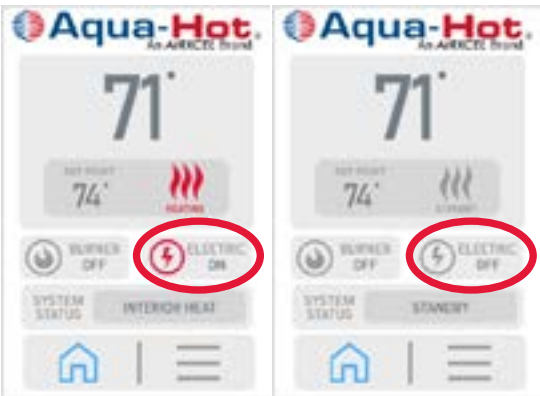 Aqua-Hot.
An AIRXCEL Brand
71°
SET POINT
74°
HEATING
BURNER
OFF
ELECTRIC
ON
SYSTEM
STATUS
INTERIOR HEAT
Aqua-Hot.
An AIRXCEL Brand
71°
SET POINT
74°
STANDBY
BURNER
OFF
ELECTRIC
OFF
SYSTEM
STATUS
STANDBY